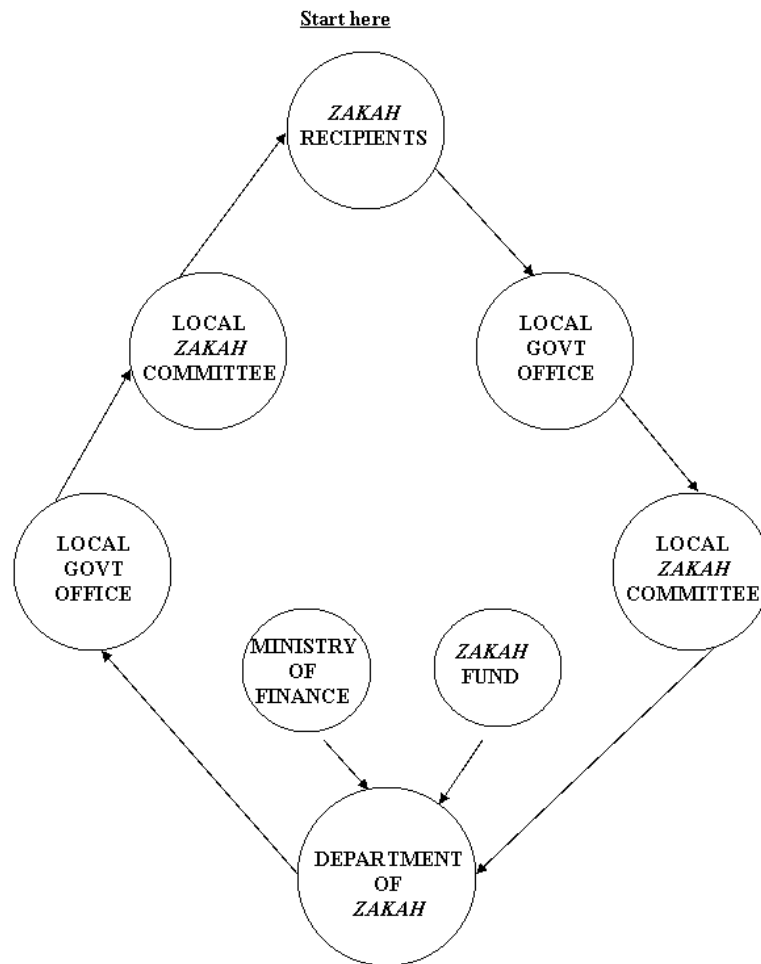 Start here
ZAKAH
RECIPIENTS
LOCAL
ZAKAH
COMMITTEE
LOCAL
GOVT
OFFICE
LOCAL
GOVT
OFFICE
LOCAL
ZAKAH
COMMITTEE
MINISTRY
OF
FINANCE
ZAKAH
FUND
DEPARTMENT
OF
ZAKAH